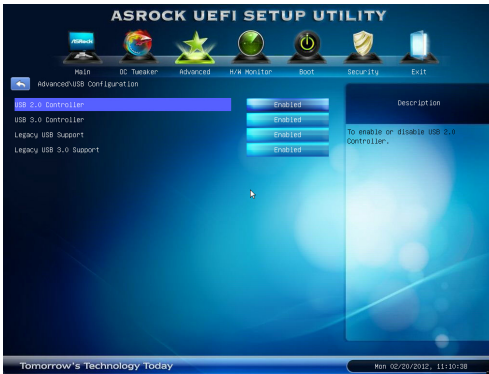 ASROCK UEFI SETUP UTILITY
ASRock
Main OC Tweaker Advanced H/W Monitor Boot Security Exit
Advanced\USB Configuration
USB 2.0 Controller Enabled
USB 3.0 Controller Enabled
Legacy USB Support Enabled
Legacy USB 3.0 Support Enabled
Description
To enable or disable USB 2.0
Controller.
Tomorrow's Technology Today
Mon 02/20/2012, 11:10:38